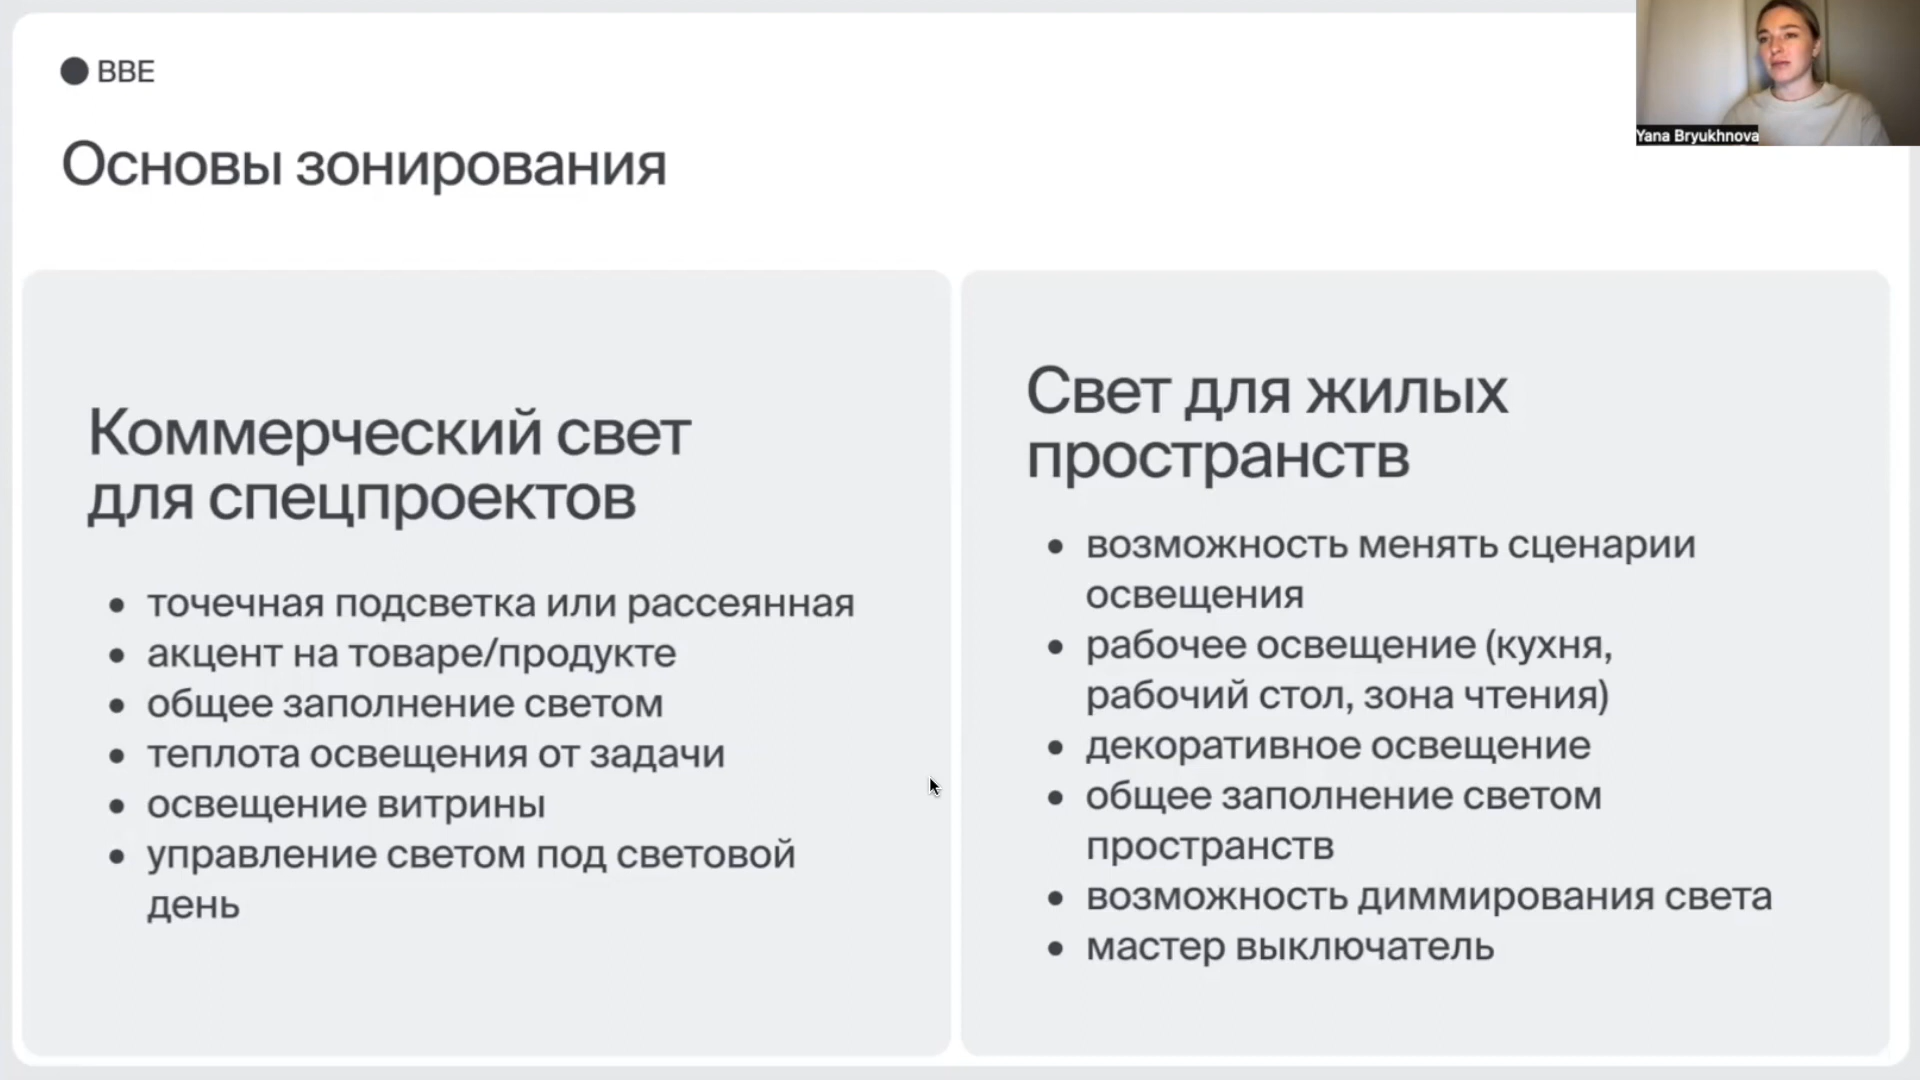 BBE
Yana Bryukhnova
Основы зонирования
Коммерческий свет
для спецпроектов
• точечная подсветка или рассеянная
• акцент на товаре/продукте
• общее заполнение светом
• теплота освещения от задачи
• освещение витрины
• управление светом под световой
день
Свет для жилых
пространств
• возможность менять сценарии
освещения
• рабочее освещение (кухня,
рабочий стол, зона чтения)
• декоративное освещение
• общее заполнение светом
пространств
• возможность диммирования света
• мастер выключатель